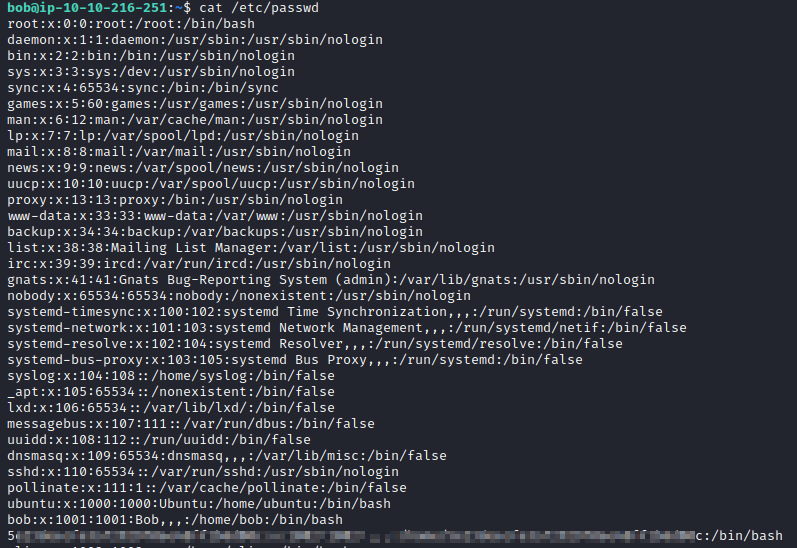 bob@ip-10-10-216-251:~$ cat /etc/passwd
root:x:0:0:root:/root:/bin/bash
daemon:x:1:1:daemon:/usr/sbin:/usr/sbin/nologin
bin:x:2:2:bin:/bin:/usr/sbin/nologin
sys:x:3:3:sys:/dev:/usr/sbin/nologin
sync:x:4:65534:sync:/bin:/bin/sync
games:x:5:60:games:/usr/games:/usr/sbin/nologin
man:x:6:12:man:/var/cache/man:/usr/sbin/nologin
lp:x:7:7:lp:/var/spool/lpd:/usr/sbin/nologin
mail:x:8:8:mail:/var/mail:/usr/sbin/nologin
news:x:9:9:news:/var/spool/news:/usr/sbin/nologin
uucp:x:10:10:uucp:/var/spool/uucp:/usr/sbin/nologin
proxy:x:13:13:proxy:/bin:/usr/sbin/nologin
www-data:x:33:33:www-data:/var/www:/usr/sbin/nologin
backup:x:34:34:backup:/var/backups:/usr/sbin/nologin
list:x:38:38:Mailing List Manager:/var/list:/usr/sbin/nologin
irc:x:39:39:ircd:/var/run/ircd:/usr/sbin/nologin
gnats:x:41:41:Gnats Bug-Reporting System (admin):/var/lib/gnats:/usr/sbin/nologin
nobody:x:65534:65534:nobody:/nonexistent:/usr/sbin/nologin
systemd-timesync:x:100:102:systemd Time Synchronization,,,:/run/systemd:/bin/false
systemd-network:x:101:103:systemd Network Management,,,:/run/systemd/netif:/bin/false
systemd-resolve:x:102:104:systemd Resolver,,,:/run/systemd/resolve:/bin/false
systemd-bus-proxy:x:103:105:systemd Bus Proxy,,,:/run/systemd:/bin/false
syslog:x:104:108::/home/syslog:/bin/false
_apt:x:105:65534::/nonexistent:/bin/false
lxd:x:106:65534::/var/lib/lxd/:/bin/false
messagebus:x:107:111::/var/run/dbus:/bin/false
uuidd:x:108:112::/run/uuidd:/bin/false
dnsmasq:x:109:65534:dnsmasq,,,:/var/lib/misc:/bin/false
sshd:x:110:65534::/var/run/sshd:/usr/sbin/nologin
pollinate:x:111:1::/var/cache/pollinate:/bin/false
ubuntu:x:1000:1000:Ubuntu:/home/ubuntu:/bin/bash
bob:x:1001:1001:Bob,,,:/home/bob:/bin/bash
c:/bin/bash